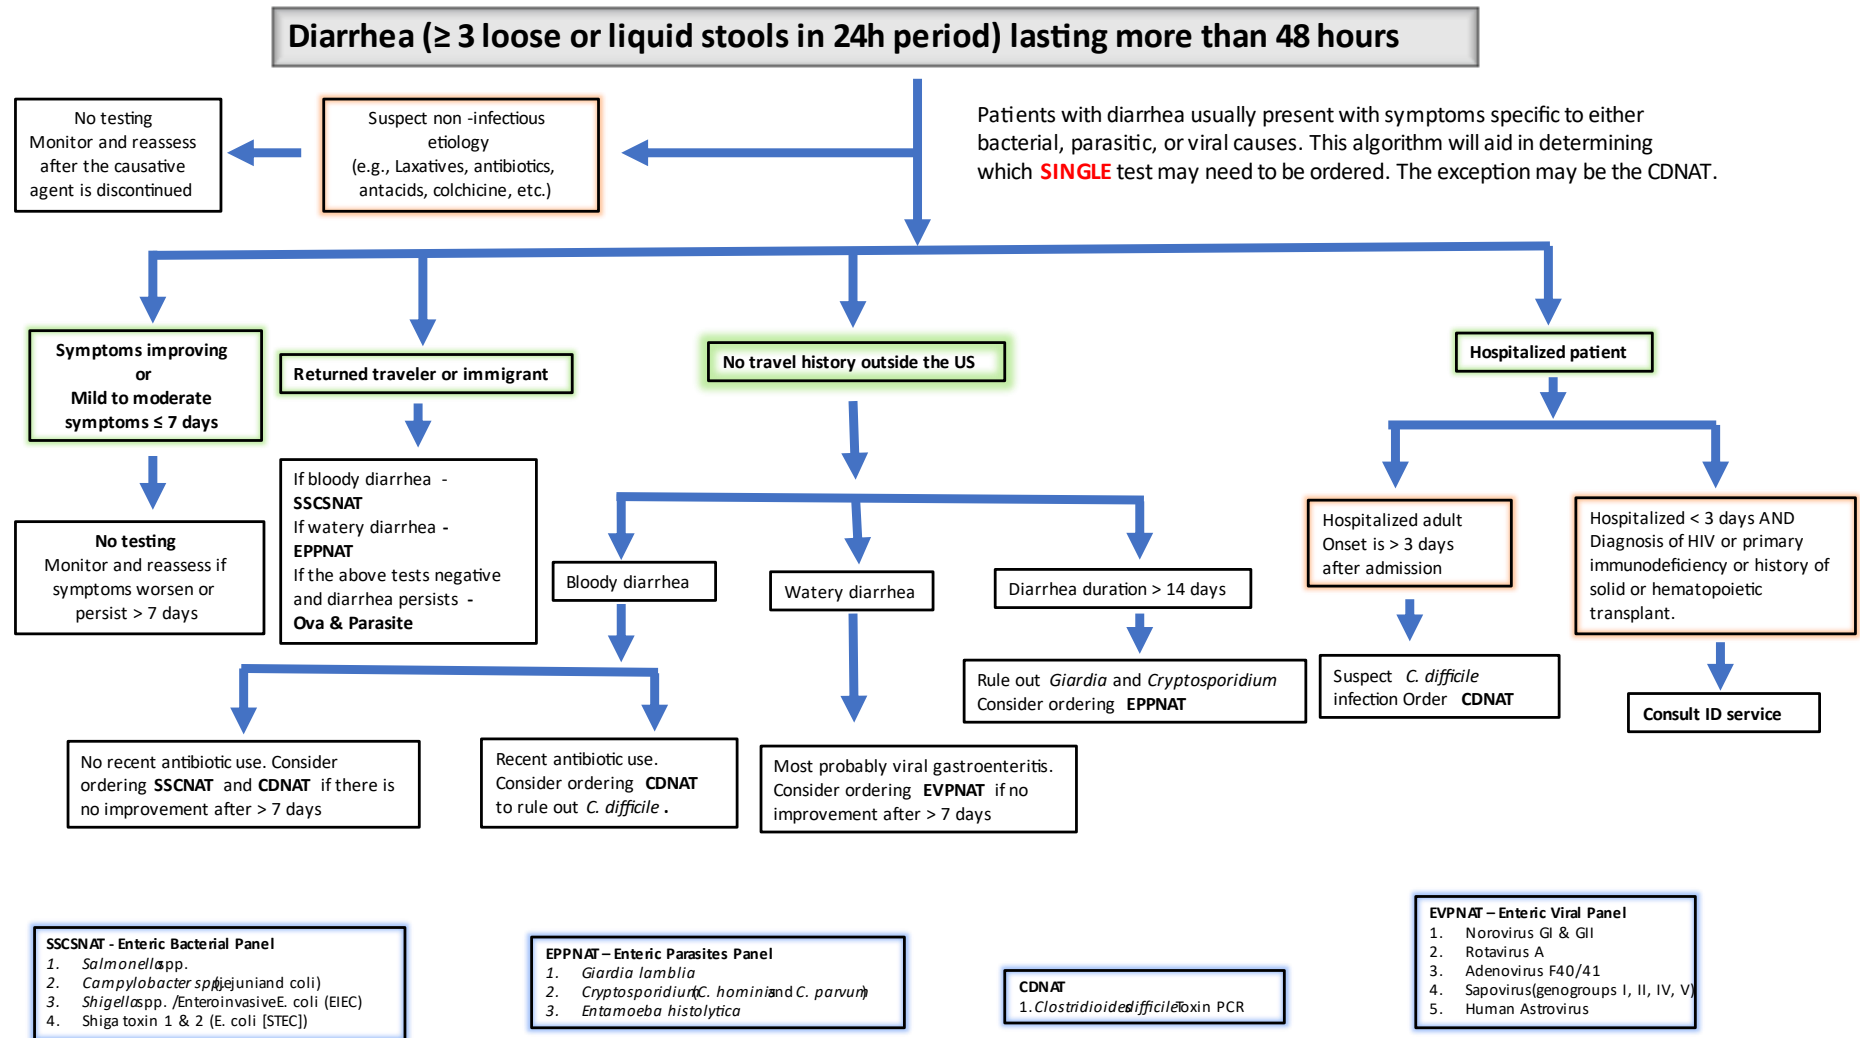 Diarrhea (≥ 3 loose or liquid stools in 24h period) lasting more than 48 hours
No testing
Monitor and reassess
after the causative
agent is discontinued
Suspect non -infectious
etiology
(e.g., Laxatives, antibiotics,
antacids, colchicine, etc.)
Patients with diarrhea usually present with symptoms specific to either
bacterial, parasitic, or viral causes. This algorithm will aid in determining
which SINGLE test may need to be ordered. The exception may be the CDNAT.
Symptoms improving
or
Mild to moderate
symptoms ≤ 7 days
Returned traveler or immigrant
No travel history outside the US
Hospitalized patient
No testing
Monitor and reassess if
symptoms worsen or
persist > 7 days
If bloody diarrhea -
SSCSNAT
If watery diarrhea -
EPPNAT
If the above tests negative
and diarrhea persists -
Ova & Parasite
Bloody diarrhea
Watery diarrhea
Diarrhea duration > 14 days
Hospitalized adult
Onset is > 3 days
after admission
Hospitalized < 3 days AND
Diagnosis of HIV or primary
immunodeficiency or history of
solid or hematopoietic
transplant.
Rule out Giardia and Cryptosporidium
Consider ordering EPPNAT
Suspect C. difficile
infection Order CDNAT
Consult ID service
No recent antibiotic use. Consider
ordering SSCNAT and CDNAT if there is
no improvement after > 7 days
Recent antibiotic use.
Consider ordering CDNAT
to rule out C. difficile .
Most probably viral gastroenteritis.
Consider ordering EVPNAT if no
improvement after > 7 days
SSCSNAT - Enteric Bacterial Panel
1. Salmonella spp.
2. Campylobacter spp. (jejuni and coli)
3. Shigella spp. /Enteroinvasive E. coli (EIEC)
4. Shiga toxin 1 & 2 (E. coli [STEC])
EPPNAT – Enteric Parasites Panel
1. Giardia lamblia
2. Cryptosporidium (C. hominis and C. parvum)
3. Entamoeba histolytica
CDNAT
1. Clostridioides difficile Toxin PCR
EVPNAT – Enteric Viral Panel
1. Norovirus GI & GII
2. Rotavirus A
3. Adenovirus F40/41
4. Sapovirus (genogroups I, II, IV, V)
5. Human Astrovirus